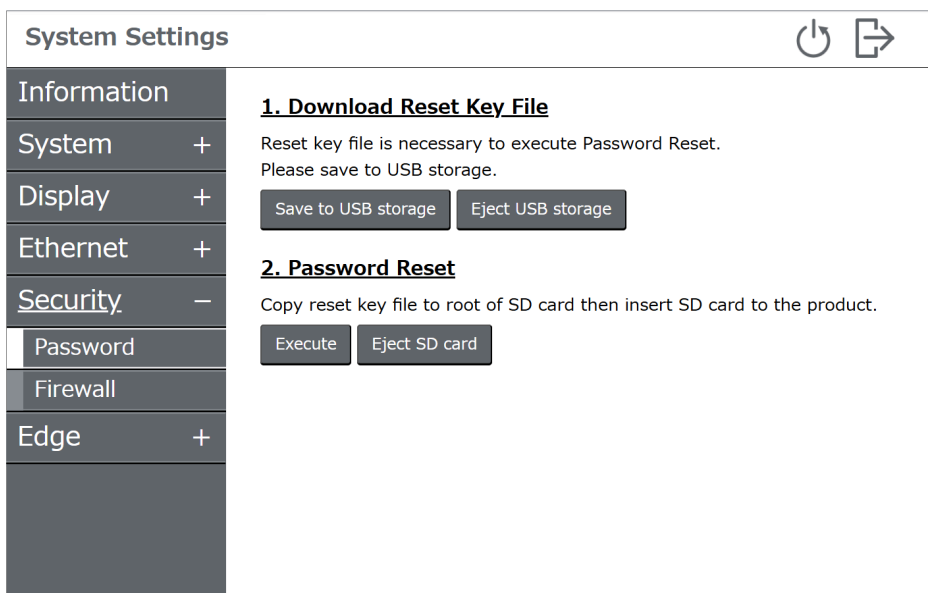 System Settings
Information
System +
Display +
Ethernet +
Security −
Password
Firewall
Edge +
1. Download Reset Key File
Reset key file is necessary to execute Password Reset.
Please save to USB storage.
Save to USB storage Eject USB storage
2. Password Reset
Copy reset key file to root of SD card then insert SD card to the product.
Execute Eject SD card